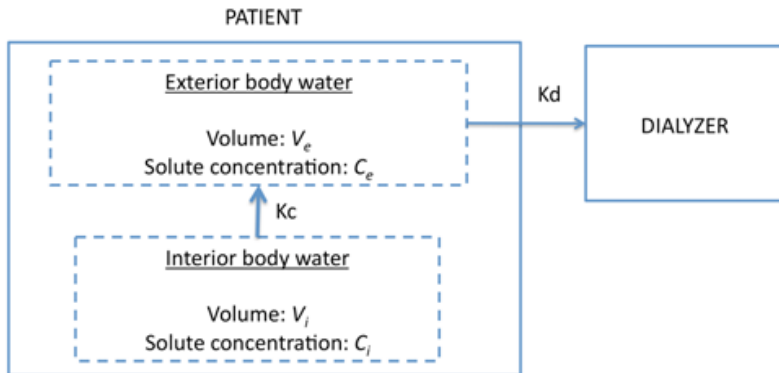 PATIENT
Exterior body water
Volume: Ve
Solute concentration: Ce
Kd
DIALYZER
Kc
Interior body water
Volume: Vi
Solute concentration: Ci